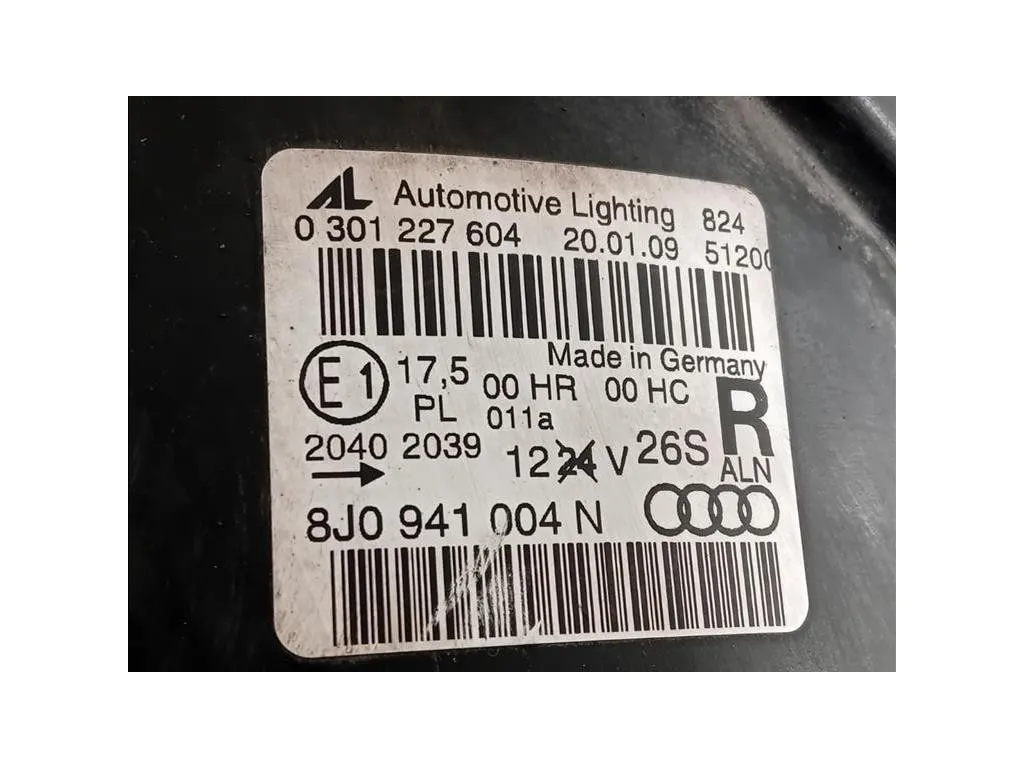 AL Automotive Lighting 824
0 301 227 604 20.01.09 5120
Made in Germany
E1 17,5 00 HR 00 HC R
PL 011a
2040 2039 12 24 V 26S ALN
8J0 941 004 N